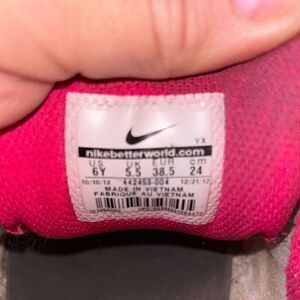 VX
nikebetterworld.com
US UK EUR cm
6Y 5.5 38.5 24
10/10/12 442453-004 12/21/12
MADE IN VIETNAM
FABRIQUÉ AU VIETNAM